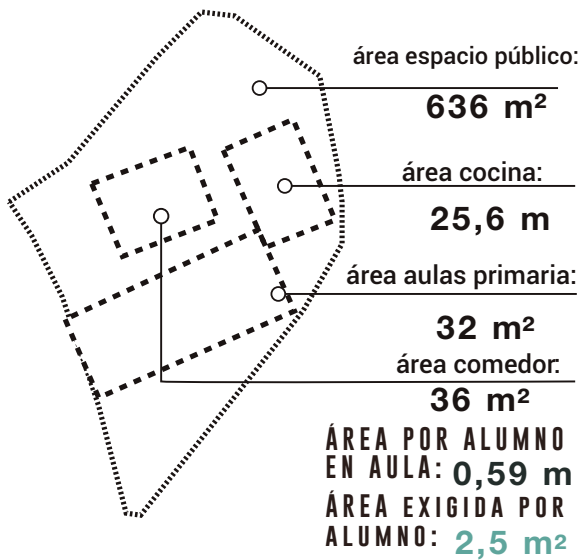 área espacio público:
636 m²
área cocina:
25,6 m
área aulas primaria:
32 m²
área comedor:
36 m²
ÁREA POR ALUMNO
EN AULA: 0,59 m
ÁREA EXIGIDA POR
ALUMNO: 2,5 m²